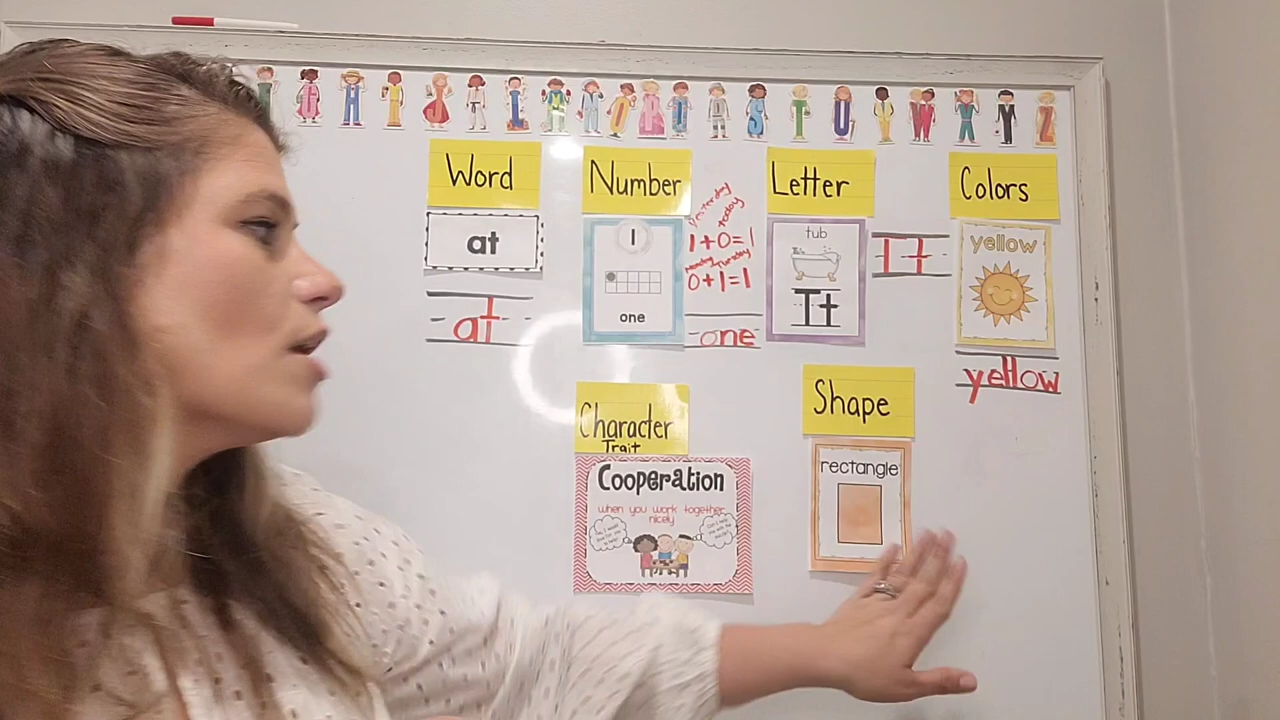 Word
at
at
Number
1
one
Yesterday
today
1+0=1
Monday Tuesday
0+1=1
one
Letter
tub
Tt
Tt
Colors
yellow
yellow
Character
Trait
Cooperation
when you work together
nicely
Shape
rectangle